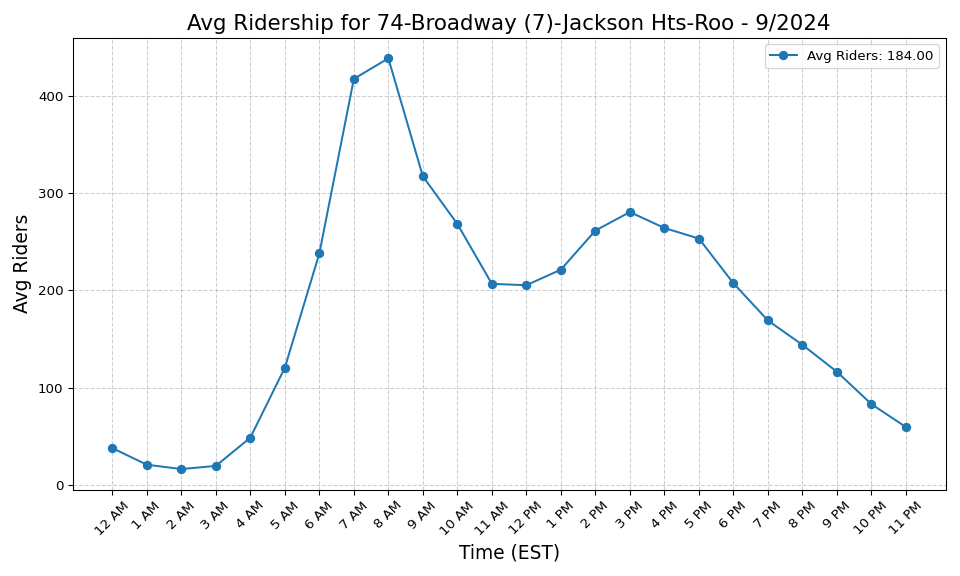 Avg Ridership for 74-Broadway (7)-Jackson Hts-Roo - 9/2024
Avg Riders: 184.00
Avg Riders
400
300
200
100
0
12 AM
1 AM
2 AM
3 AM
4 AM
5 AM
6 AM
7 AM
8 AM
9 AM
10 AM
11 AM
12 PM
1 PM
2 PM
3 PM
4 PM
5 PM
6 PM
7 PM
8 PM
9 PM
10 PM
11 PM
Time (EST)